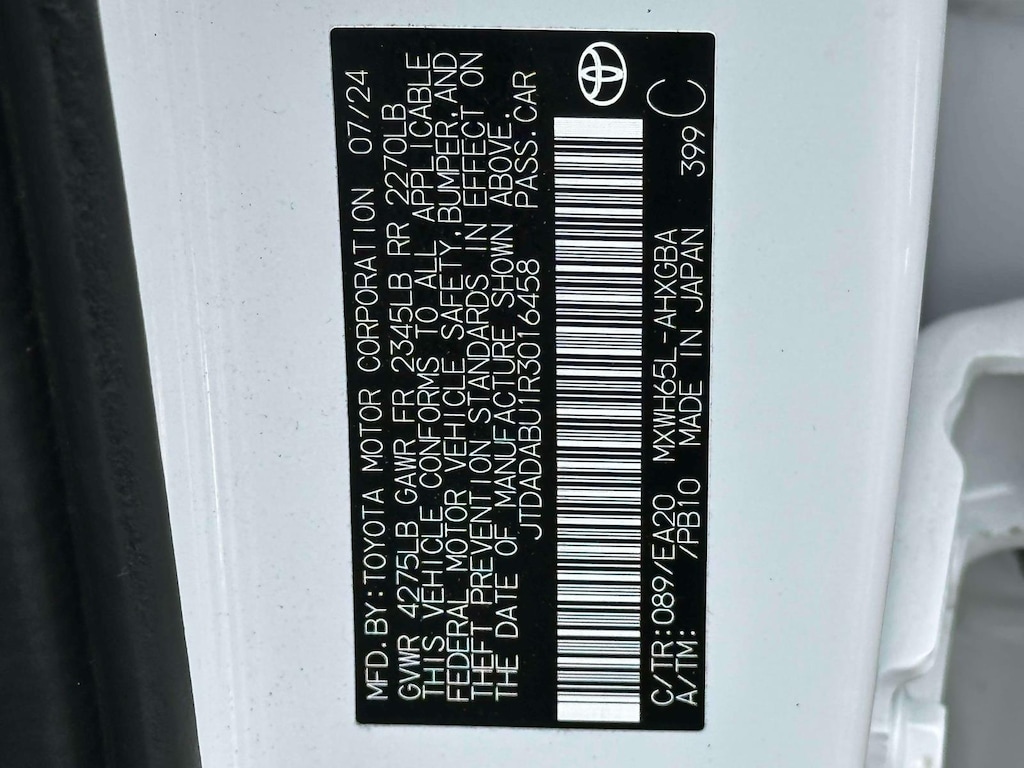 MFD.BY:TOYOTA MOTOR CORPORATION 07/24
GVWR 4275LB GAWR FR 2345LB RR 2270LB
THIS VEHICLE CONFORMS TO ALL APPLICABLE
FEDERAL MOTOR VEHICLE SAFETY,BUMPER,AND
THEFT PREVENTION STANDARDS IN EFFECT ON
THE DATE OF MANUFACTURE SHOWN ABOVE.
JTDADABU1R3016458 PASS.CAR
C/TR:089/EA20 MXWH65L-AHXGBA 399 C
A/TM: /PB10 MADE IN JAPAN